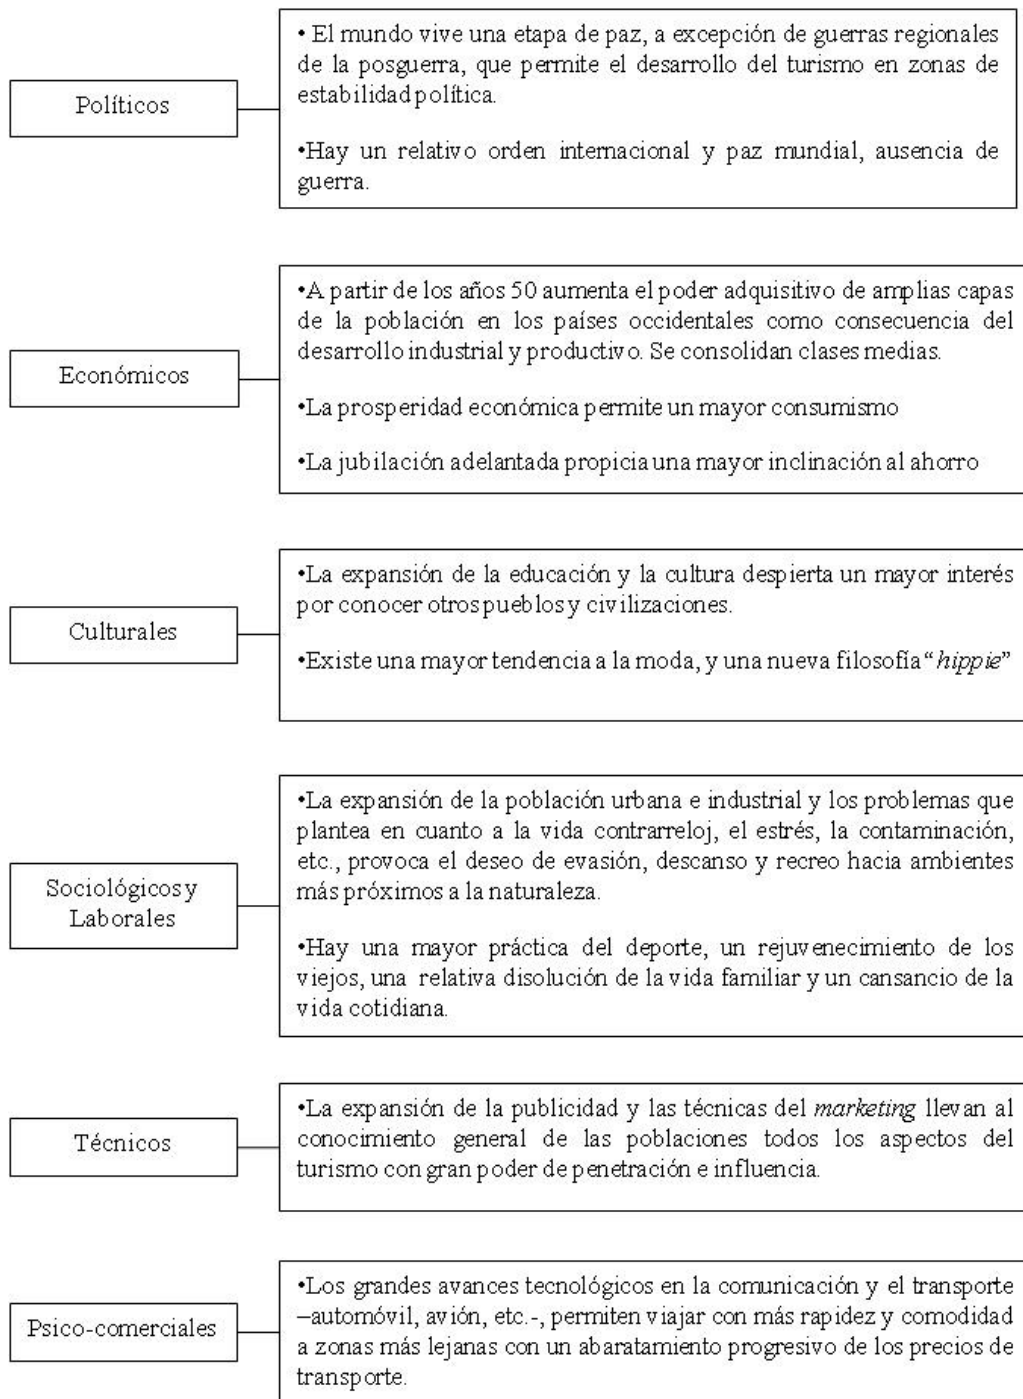 Políticos
• El mundo vive una etapa de paz, a excepción de guerras regionales
de la posguerra, que permite el desarrollo del turismo en zonas de
estabilidad política.
•Hay un relativo orden internacional y paz mundial, ausencia de
guerra.
Económicos
•A partir de los años 50 aumenta el poder adquisitivo de amplias capas
de la población en los países occidentales como consecuencia del
desarrollo industrial y productivo. Se consolidan clases medias.
•La prosperidad económica permite un mayor consumismo
•La jubilación adelantada propicia una mayor inclinación al ahorro
Culturales
•La expansión de la educación y la cultura despierta un mayor interés
por conocer otros pueblos y civilizaciones.
•Existe una mayor tendencia a la moda, y una nueva filosofía “hippie”
Sociológicos y
Laborales
•La expansión de la población urbana e industrial y los problemas que
plantea en cuanto a la vida contrarreloj, el estrés, la contaminación,
etc., provoca el deseo de evasión, descanso y recreo hacia ambientes
más próximos a la naturaleza.
•Hay una mayor práctica del deporte, un rejuvenecimiento de los
viejos, una relativa disolución de la vida familiar y un cansancio de la
vida cotidiana.
Técnicos
•La expansión de la publicidad y las técnicas del marketing llevan al
conocimiento general de las poblaciones todos los aspectos del
turismo con gran poder de penetración e influencia.
Psico-comerciales
•Los grandes avances tecnológicos en la comunicación y el transporte
–automóvil, avión, etc.-, permiten viajar con más rapidez y comodidad
a zonas más lejanas con un abaratamiento progresivo de los precios de
transporte.